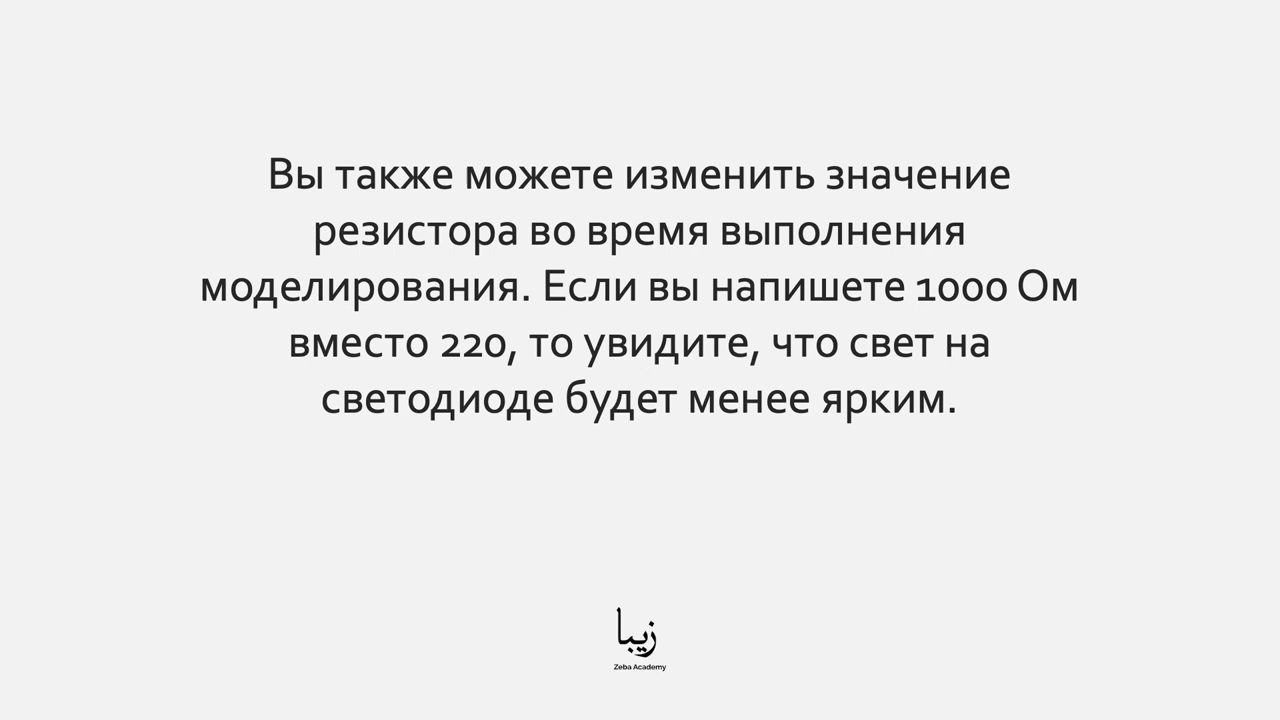 Вы также можете изменить значение
резистора во время выполнения
моделирования. Если вы напишете 1000 Ом
вместо 220, то увидите, что свет на
светодиоде будет менее ярким.
زيبا
Zeba Academy